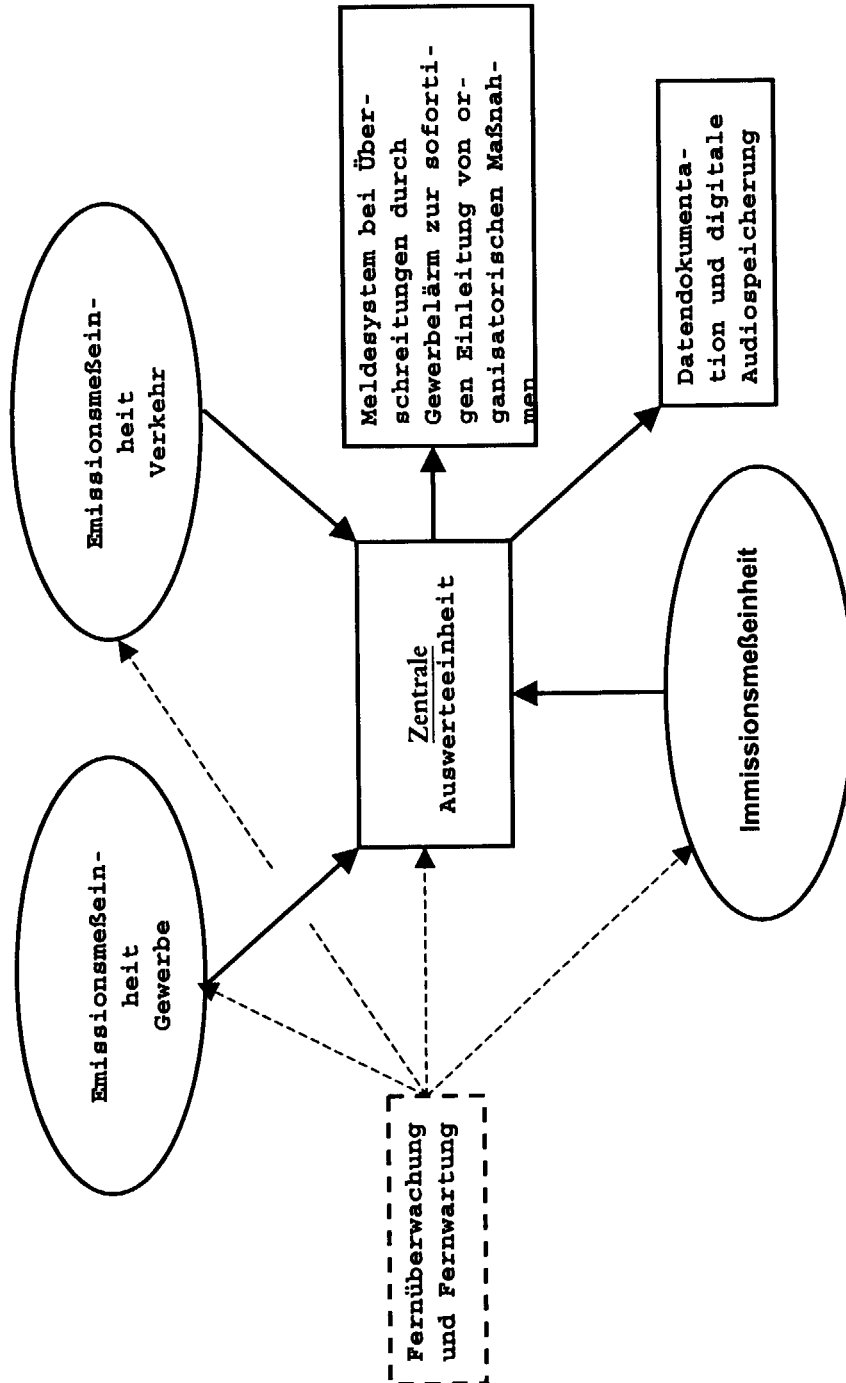 Emissionsmeßein-
heit
Gewerbe
Emissionsmeßein-
heit
Verkehr
Fernüberwachung
und Fernwartung
Zentrale
Auswerteeinheit
Meldesystem bei Über-
schreitungen durch
Gewerbelärm zur soforti-
gen Einleitung von or-
ganisatorischen Maßnah-
men
Immissionsmeßeinheit
Datendokumenta-
tion und digitale
Audiospeicherung